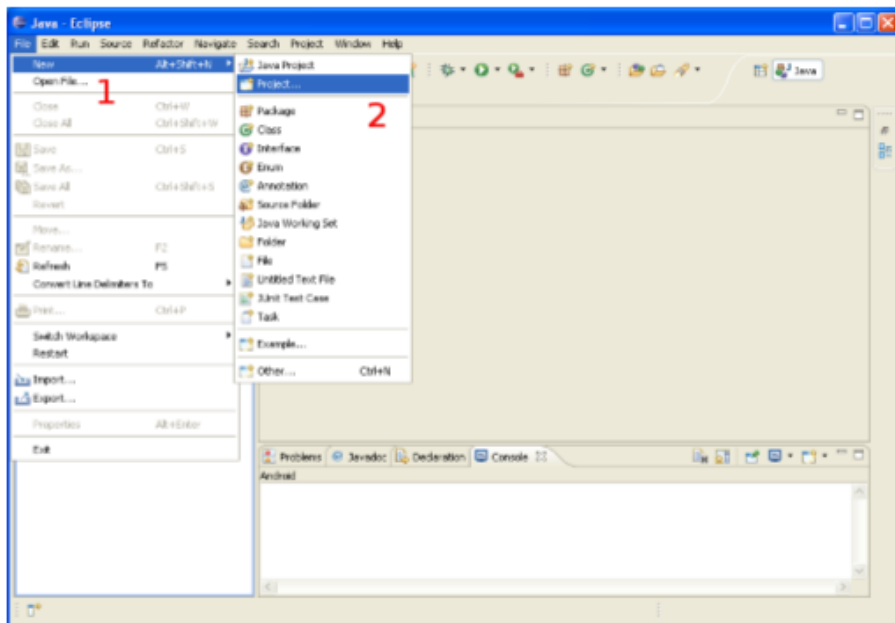 Java - Eclipse
File Edit Run Source Refactor Navigate Search Project Window Help
New Alt+Shift+N
Open File...
1
Close Ctrl+W
Close All Ctrl+Shift+W
Save Ctrl+S
Save As...
Save All Ctrl+Shift+S
Revert
Move...
Rename... F2
Refresh F5
Convert Line Delimiters To
Print... Ctrl+P
Switch Workspace
Restart
Import...
Export...
Properties Alt+Enter
Exit
Java Project
Project...
2
Package
Class
Interface
Enum
Annotation
Source Folder
Java Working Set
Folder
File
Untitled Text File
JUnit Test Case
Task
Example...
Other... Ctrl+N
Java
Problems Javadoc Declaration Console
Android